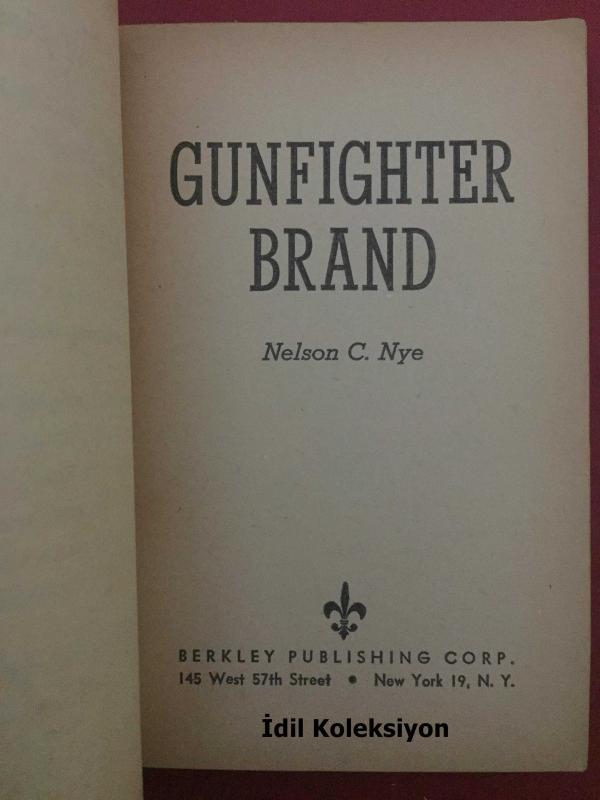 GUNFIGHTER
BRAND
Nelson C. Nye
BERKLEY PUBLISHING CORP.
145 West 57th Street • New York 19, N. Y.
İdil Koleksiyon